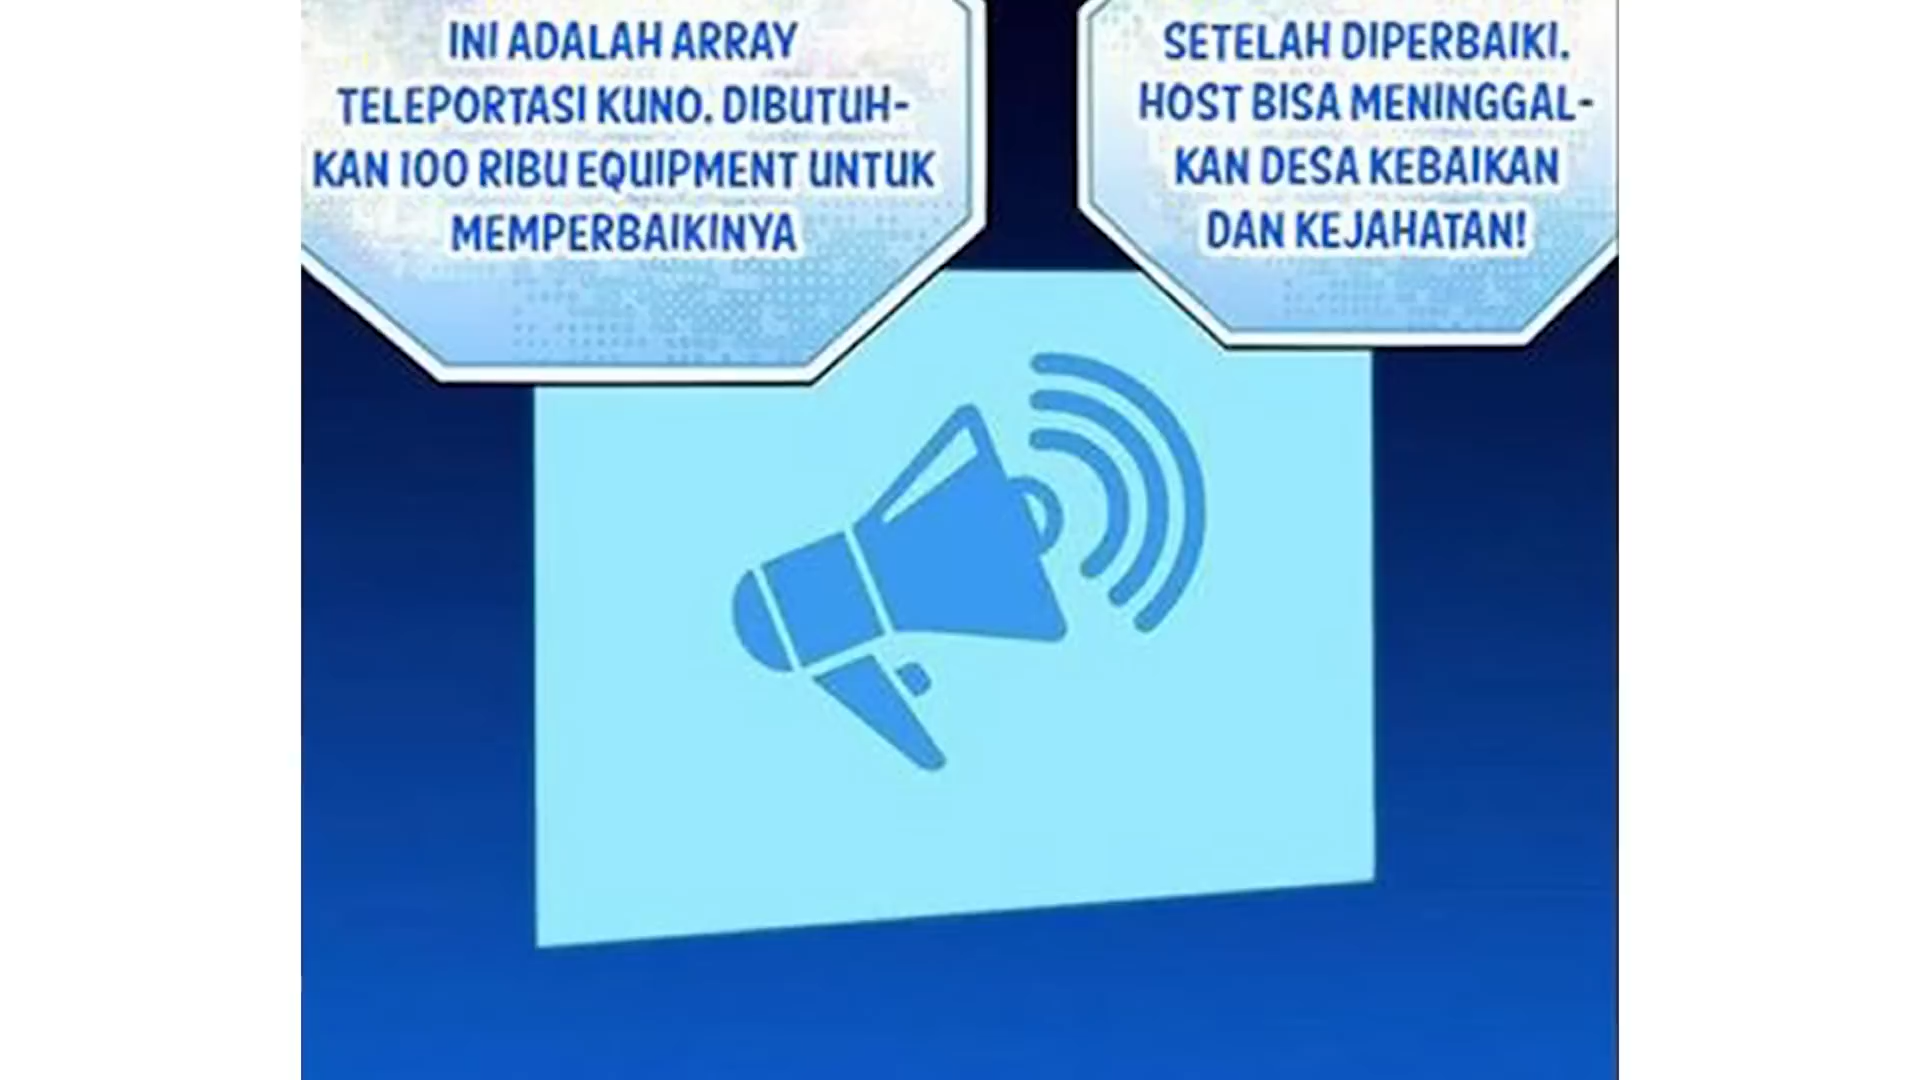 INI ADALAH ARRAY
TELEPORTASI KUNO. DIBUTUH-
KAN 100 RIBU EQUIPMENT UNTUK
MEMPERBAIKINYA
SETELAH DIPERBAIKI.
HOST BISA MENINGGAL-
KAN DESA KEBAIKAN
DAN KEJAHATAN!